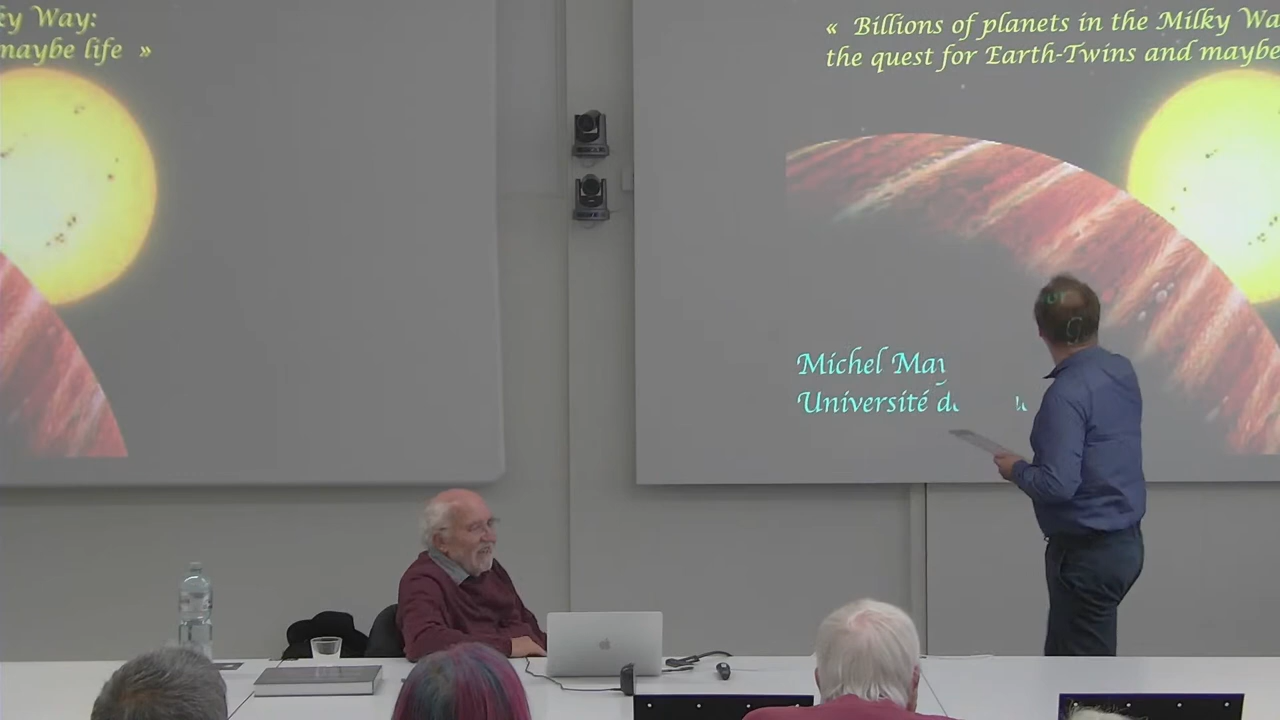 ky Way:
maybe life »
« Billions of planets in the Milky Wa
the quest for Earth-Twins and maybe
Michel May
Université d